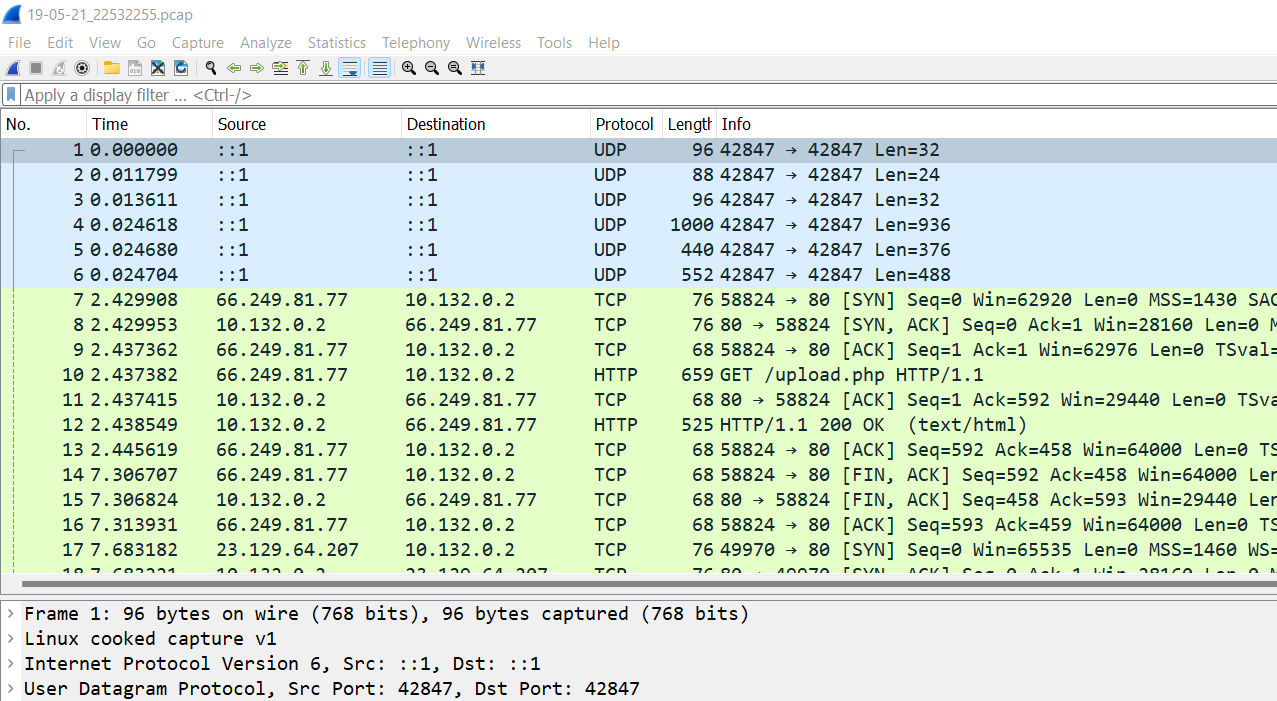 19-05-21_22532255.pcap
File Edit View Go Capture Analyze Statistics Telephony Wireless Tools Help
Apply a display filter ... <Ctrl-/>
No. Time Source Destination Protocol Length Info
1 0.000000 ::1 ::1 UDP 96 42847 → 42847 Len=32
2 0.011799 ::1 ::1 UDP 88 42847 → 42847 Len=24
3 0.013611 ::1 ::1 UDP 96 42847 → 42847 Len=32
4 0.024618 ::1 ::1 UDP 1000 42847 → 42847 Len=936
5 0.024680 ::1 ::1 UDP 440 42847 → 42847 Len=376
6 0.024704 ::1 ::1 UDP 552 42847 → 42847 Len=488
7 2.429908 66.249.81.77 10.132.0.2 TCP 76 58824 → 80 [SYN] Seq=0 Win=62920 Len=0 MSS=1430 SAC
8 2.429953 10.132.0.2 66.249.81.77 TCP 76 80 → 58824 [SYN, ACK] Seq=0 Ack=1 Win=28160 Len=0 M
9 2.437362 66.249.81.77 10.132.0.2 TCP 68 58824 → 80 [ACK] Seq=1 Ack=1 Win=62976 Len=0 TSval=
10 2.437382 66.249.81.77 10.132.0.2 HTTP 659 GET /upload.php HTTP/1.1
11 2.437415 10.132.0.2 66.249.81.77 TCP 68 80 → 58824 [ACK] Seq=1 Ack=592 Win=29440 Len=0 TSva
12 2.438549 10.132.0.2 66.249.81.77 HTTP 525 HTTP/1.1 200 OK (text/html)
13 2.445619 66.249.81.77 10.132.0.2 TCP 68 58824 → 80 [ACK] Seq=592 Ack=458 Win=64000 Len=0 TS
14 7.306707 66.249.81.77 10.132.0.2 TCP 68 58824 → 80 [FIN, ACK] Seq=592 Ack=458 Win=64000 Len
15 7.306824 10.132.0.2 66.249.81.77 TCP 68 80 → 58824 [FIN, ACK] Seq=458 Ack=593 Win=29440 Len
16 7.313931 66.249.81.77 10.132.0.2 TCP 68 58824 → 80 [ACK] Seq=593 Ack=459 Win=64000 Len=0 TS
17 7.683182 23.129.64.207 10.132.0.2 TCP 76 49970 → 80 [SYN] Seq=0 Win=65535 Len=0 MSS=1460 WS=
Frame 1: 96 bytes on wire (768 bits), 96 bytes captured (768 bits)
Linux cooked capture v1
Internet Protocol Version 6, Src: ::1, Dst: ::1
User Datagram Protocol, Src Port: 42847, Dst Port: 42847